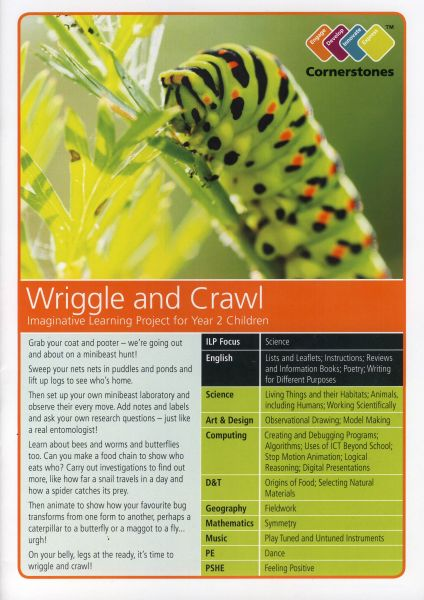 Engage
Develop
Innovate
Express
TM
Cornerstones
Wriggle and Crawl
Imaginative Learning Project for Year 2 Children
Grab your coat and pooter – we're going out
and about on a minibeast hunt!
Sweep your nets nets in puddles and ponds and
lift up logs to see who's home.
Then set up your own minibeast laboratory and
observe their every move. Add notes and labels
and ask your own research questions – just like
a real entomologist!
Learn about bees and worms and butterflies
too. Can you make a food chain to show who
eats who? Carry out investigations to find out
more, like how far a snail travels in a day and
how a spider catches its prey.
Then animate to show how your favourite bug
transforms from one form to another, perhaps a
caterpillar to a butterfly or a maggot to a fly...
urgh!
On your belly, legs at the ready, it's time to
wriggle and crawl!
ILP Focus Science
English Lists and Leaflets; Instructions; Reviews
and Information Books; Poetry; Writing
for Different Purposes
Science Living Things and their Habitats; Animals,
including Humans; Working Scientifically
Art & Design Observational Drawing; Model Making
Computing Creating and Debugging Programs;
Algorithms; Uses of ICT Beyond School;
Stop Motion Animation; Logical
Reasoning; Digital Presentations
D&T Origins of Food; Selecting Natural
Materials
Geography Fieldwork
Mathematics Symmetry
Music Play Tuned and Untuned Instruments
PE Dance
PSHE Feeling Positive